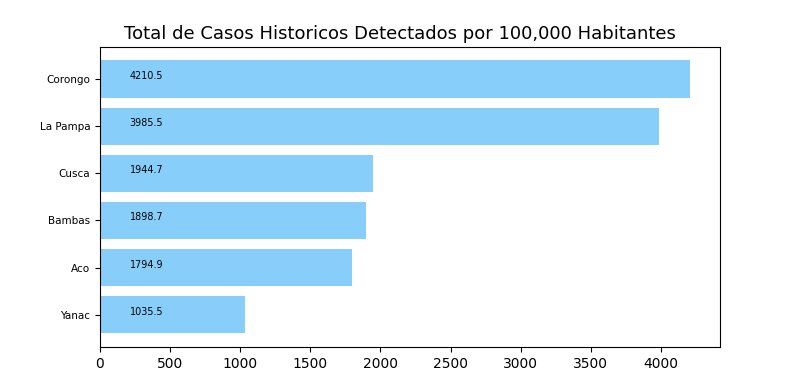 Total de Casos Historicos Detectados por 100,000 Habitantes
Corongo 4210.5
La Pampa 3985.5
Cusca 1944.7
Bambas 1898.7
Aco 1794.9
Yanac 1035.5
0 500 1000 1500 2000 2500 3000 3500 4000